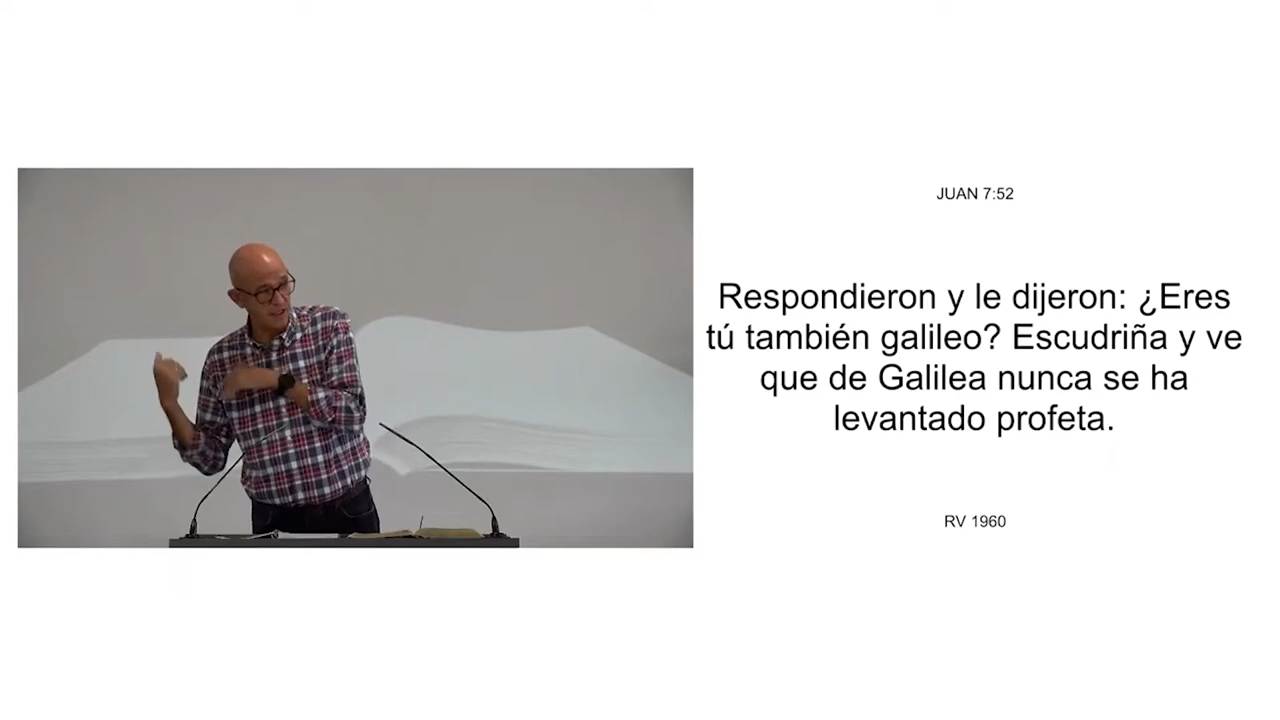 JUAN 7:52
Respondieron y le dijeron: ¿Eres
tú también galileo? Escudriña y ve
que de Galilea nunca se ha
levantado profeta.
RV 1960